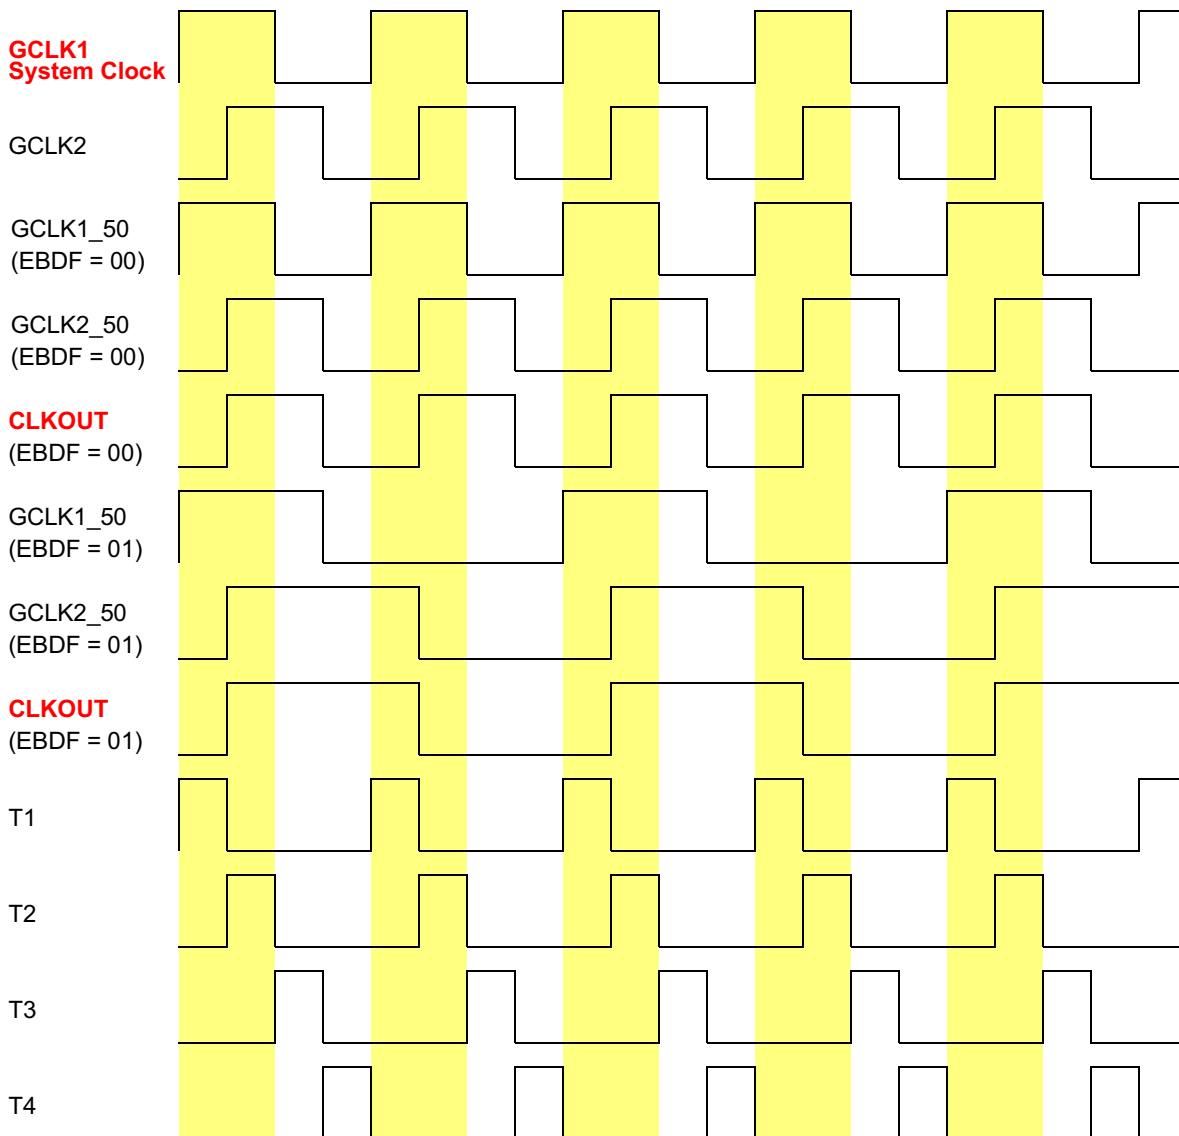 GCLK1
System Clock
GCLK2
GCLK1_50
(EBDF = 00)
GCLK2_50
(EBDF = 00)
CLKOUT
(EBDF = 00)
GCLK1_50
(EBDF = 01)
GCLK2_50
(EBDF = 01)
CLKOUT
(EBDF = 01)
T1
T2
T3
T4